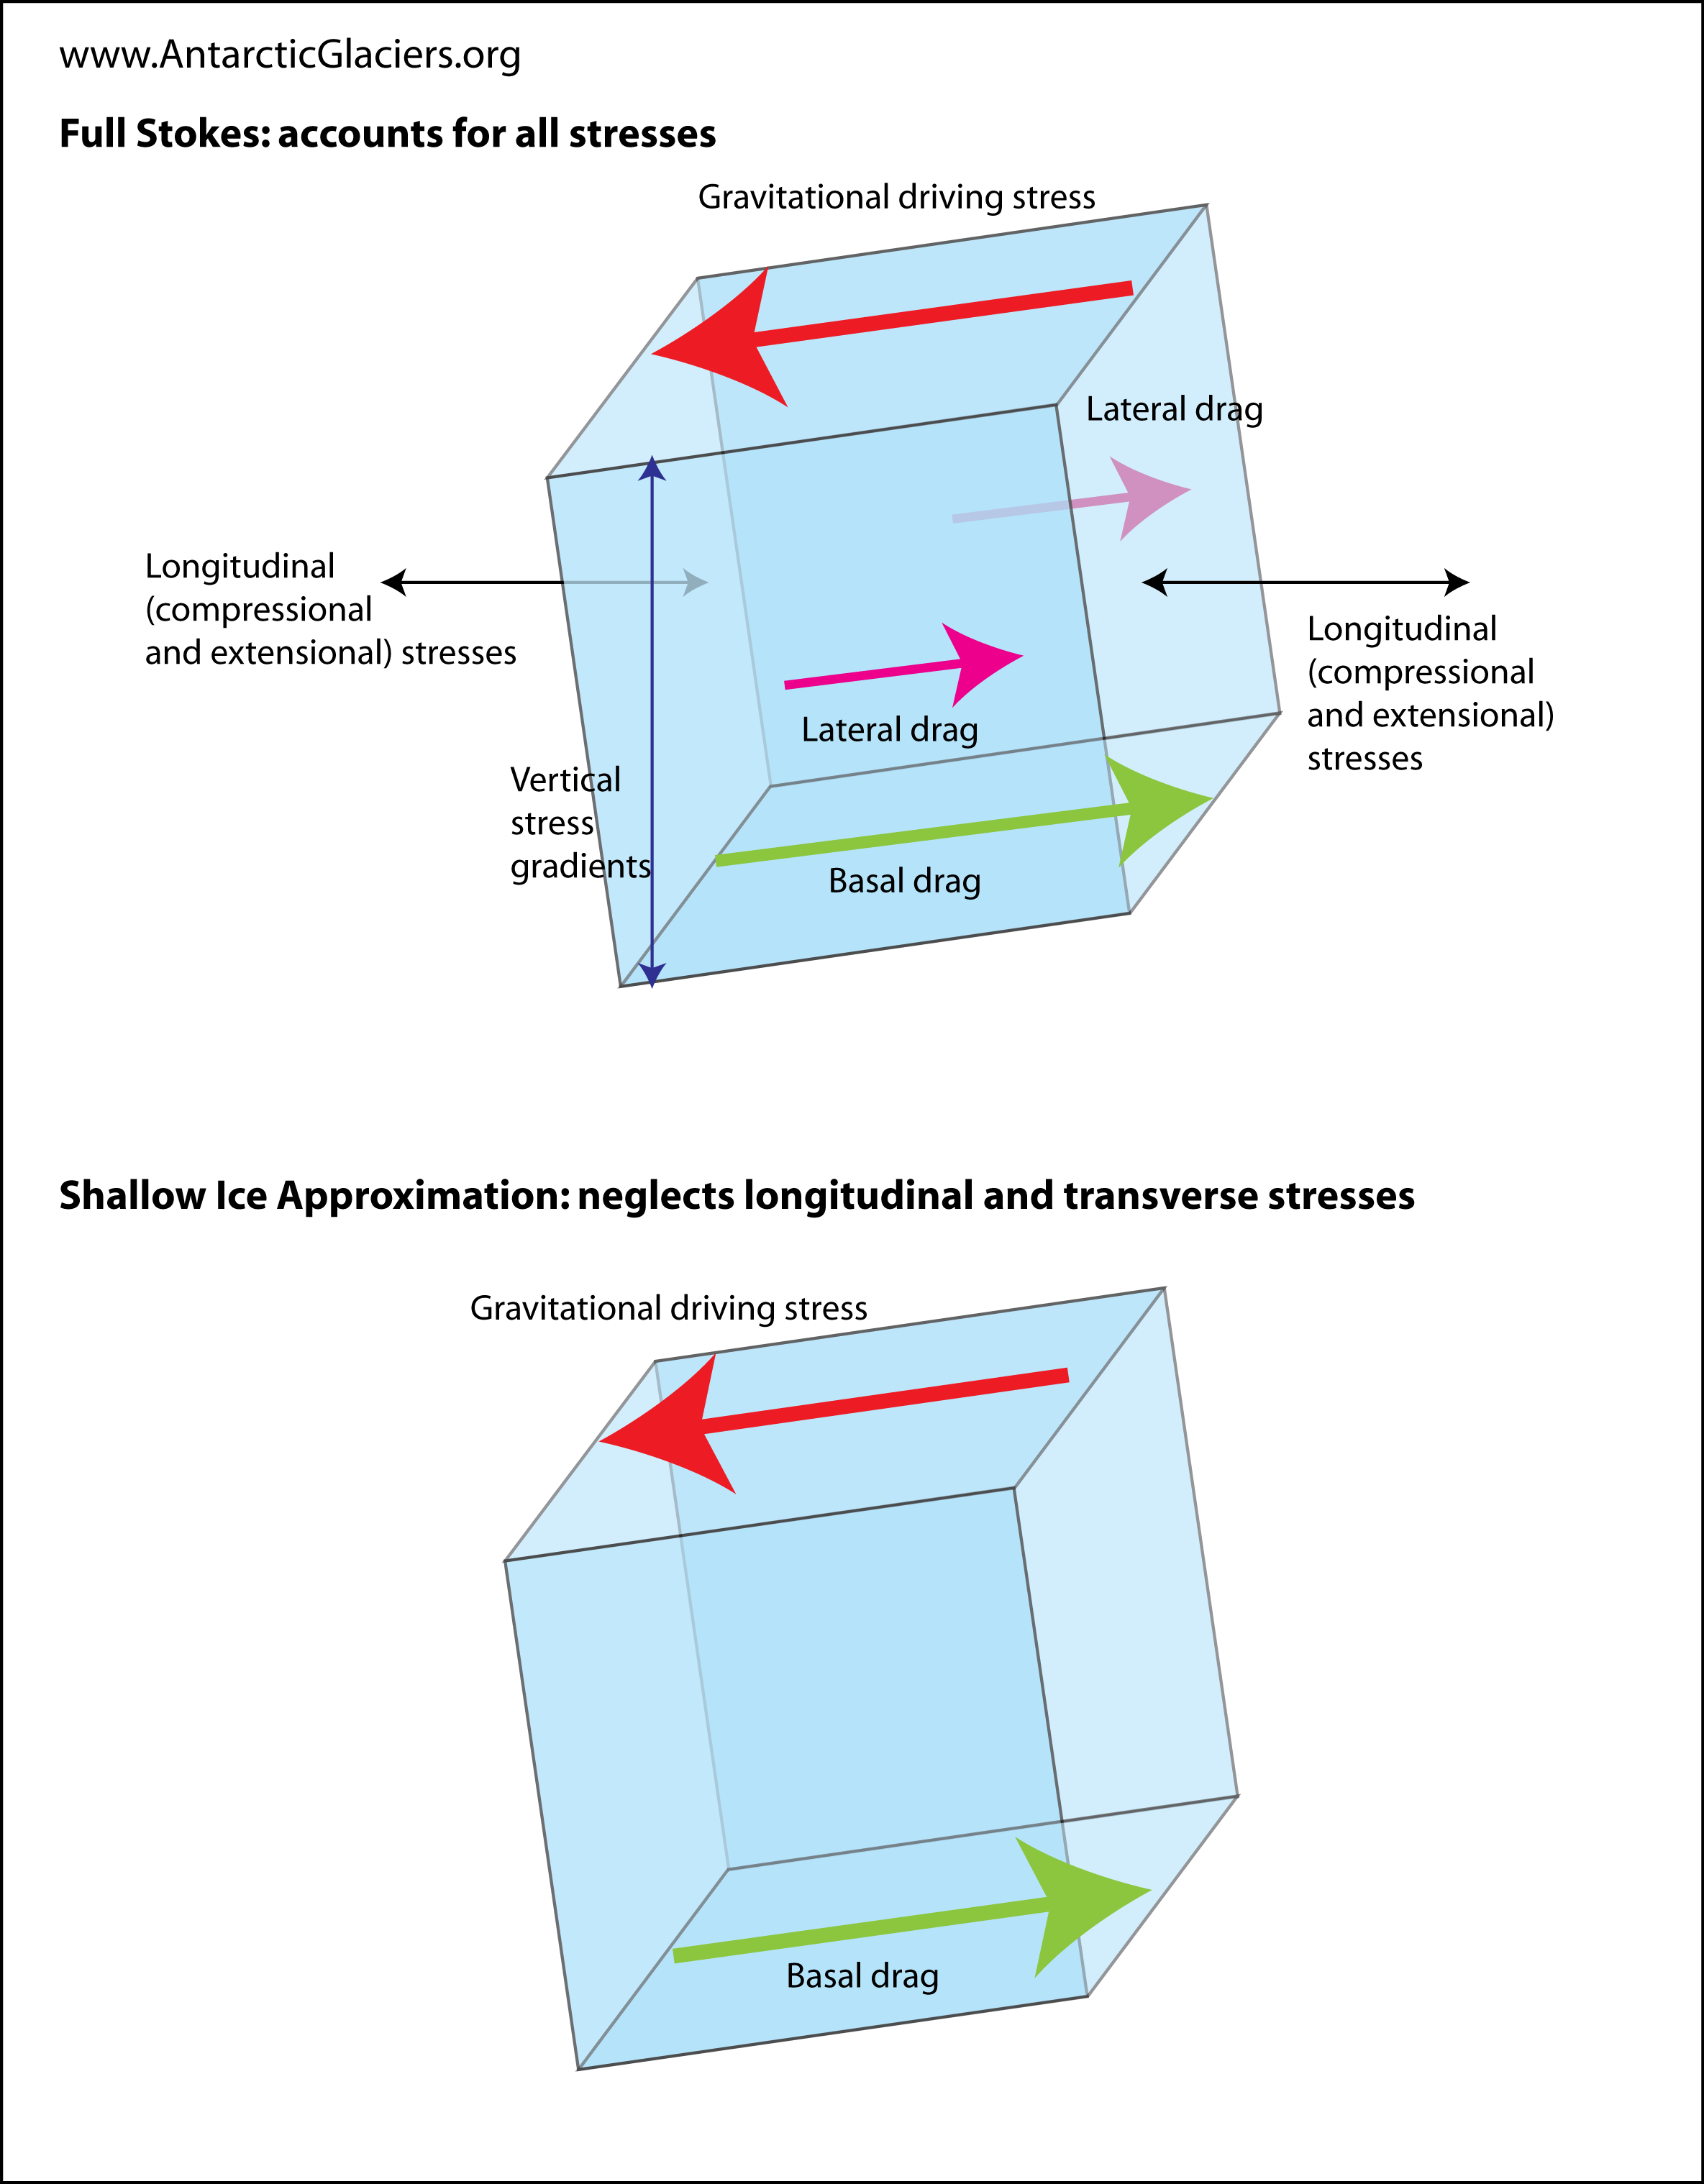 www.AntarcticGlaciers.org
Full Stokes: accounts for all stresses
Gravitational driving stress
Lateral drag
Longitudinal
(compressional
and extensional) stresses
Longitudinal
(compressional
and extensional)
stresses
Lateral drag
Vertical
stress
gradients
Basal drag
Shallow Ice Approximation: neglects longitudinal and transverse stresses
Gravitational driving stress
Basal drag